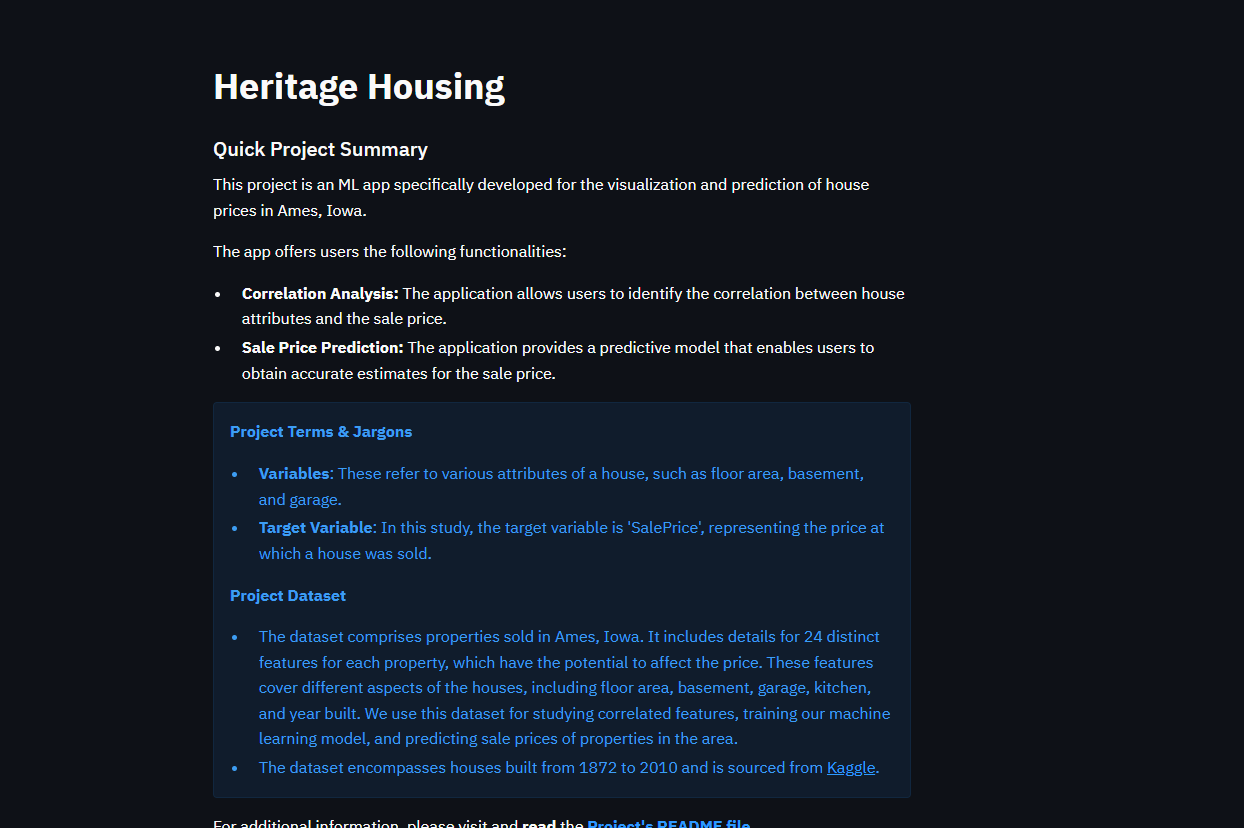 Heritage Housing
Quick Project Summary
This project is an ML app specifically developed for the visualization and prediction of house
prices in Ames, Iowa.
The app offers users the following functionalities:
• Correlation Analysis: The application allows users to identify the correlation between house
attributes and the sale price.
• Sale Price Prediction: The application provides a predictive model that enables users to
obtain accurate estimates for the sale price.
Project Terms & Jargons
• Variables: These refer to various attributes of a house, such as floor area, basement,
and garage.
• Target Variable: In this study, the target variable is 'SalePrice', representing the price at
which a house was sold.
Project Dataset
• The dataset comprises properties sold in Ames, Iowa. It includes details for 24 distinct
features for each property, which have the potential to affect the price. These features
cover different aspects of the houses, including floor area, basement, garage, kitchen,
and year built. We use this dataset for studying correlated features, training our machine
learning model, and predicting sale prices of properties in the area.
• The dataset encompasses houses built from 1872 to 2010 and is sourced from Kaggle.
For additional information, please visit and read the Project's README file.